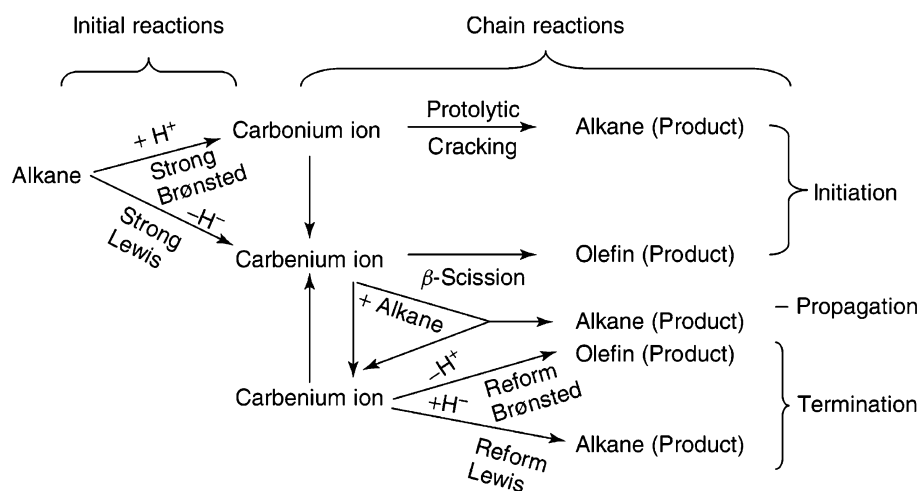 Initial reactions
Chain reactions
Alkane
+ H⁺
Strong
Brønsted
–H⁻
Strong
Lewis
Carbonium ion
Protolytic
Cracking
Alkane (Product)
Initiation
Carbenium ion
β-Scission
Olefin (Product)
+ Alkane
Alkane (Product)
– Propagation
Olefin (Product)
–H⁺
Reform
Brønsted
Carbenium ion
+H⁻
Reform
Lewis
Alkane (Product)
Termination